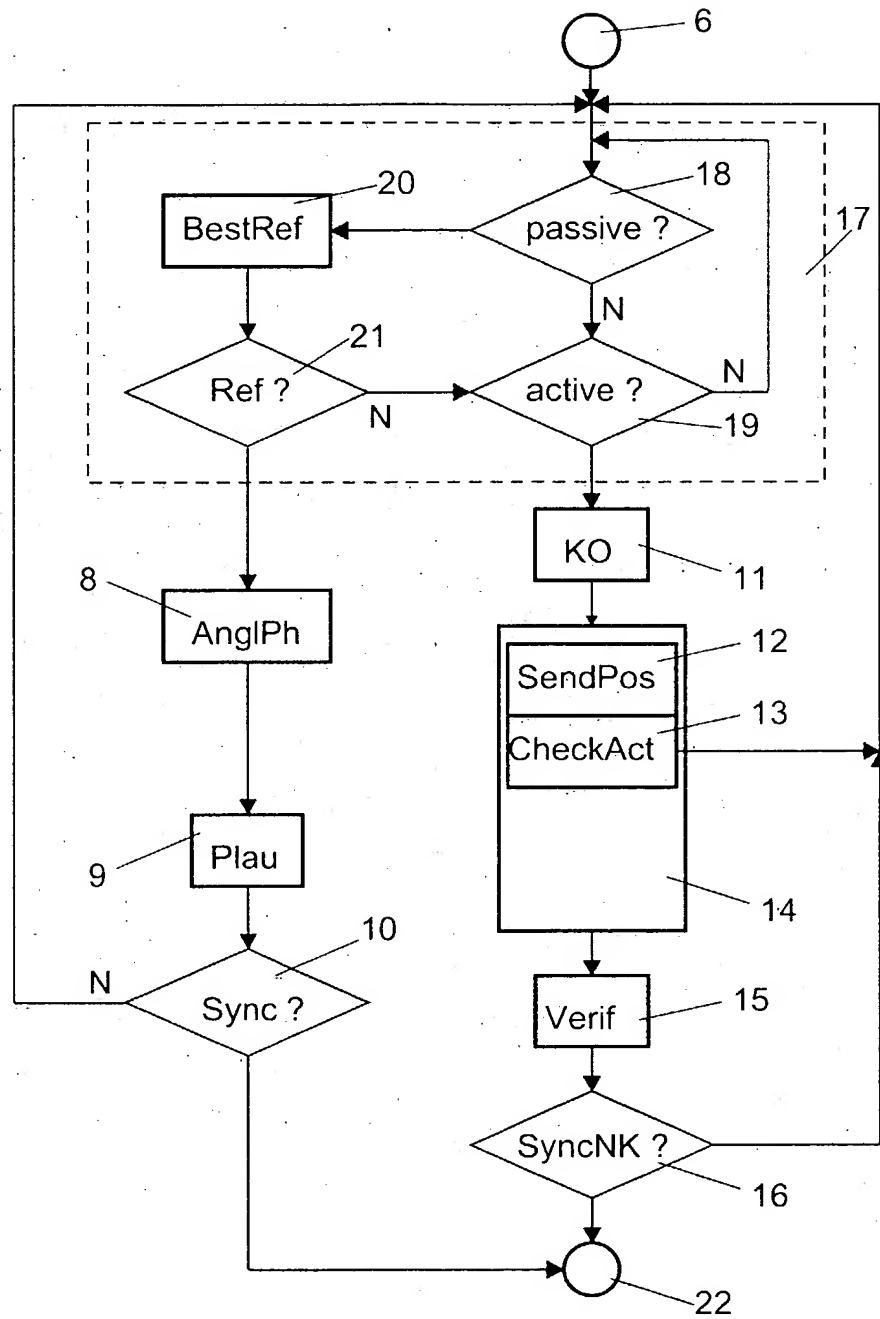 6
20
18
BestRef
passive ?
17
N
21
Ref ?
active ?
N
N
19
KO
11
8
AnglPh
12
SendPos
13
CheckAct
9
Plau
14
10
N
Sync ?
15
Verif
SyncNK ?
16
22